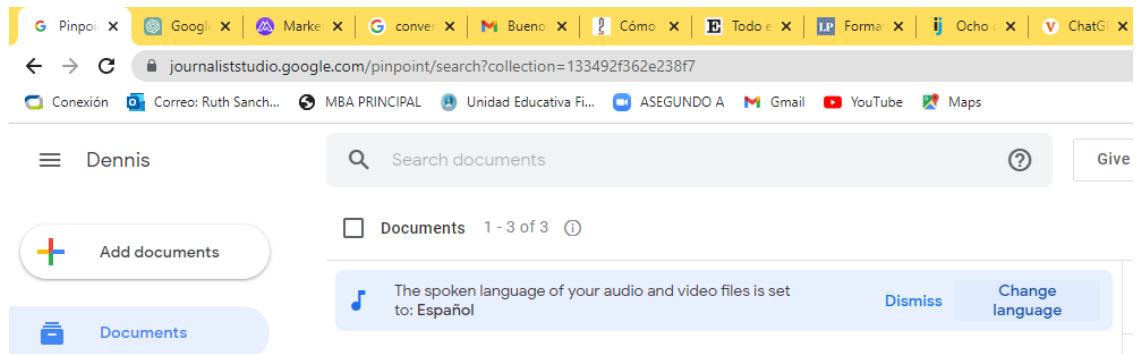 Pinpoi
Googl
Marke
conver
Bueno
Cómo
Todo e
LP Forma
ij Ocho
V ChatG
journaliststudio.google.com/pinpoint/search?collection=133492f362e238f7
Conexión
Correo: Ruth Sanch...
MBA PRINCIPAL
Unidad Educativa Fi...
ASEGUNDO A
Gmail
YouTube
Maps
Dennis
Search documents
Give
Add documents
Documents 1 - 3 of 3
The spoken language of your audio and video files is set
to: Español
Dismiss
Change
language
Documents